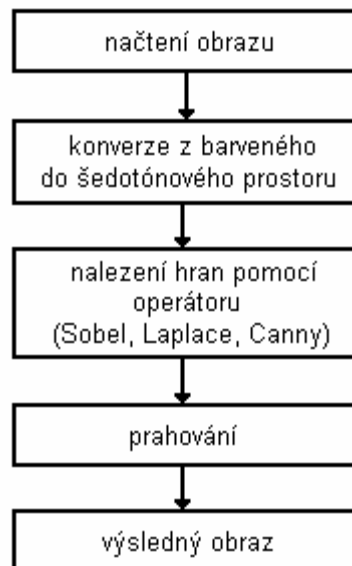 načtení obrazu
konverze z barveného
do šedotónového prostoru
nalezení hran pomocí
operátoru
(Sobel, Laplace, Canny)
prahování
výsledný obraz